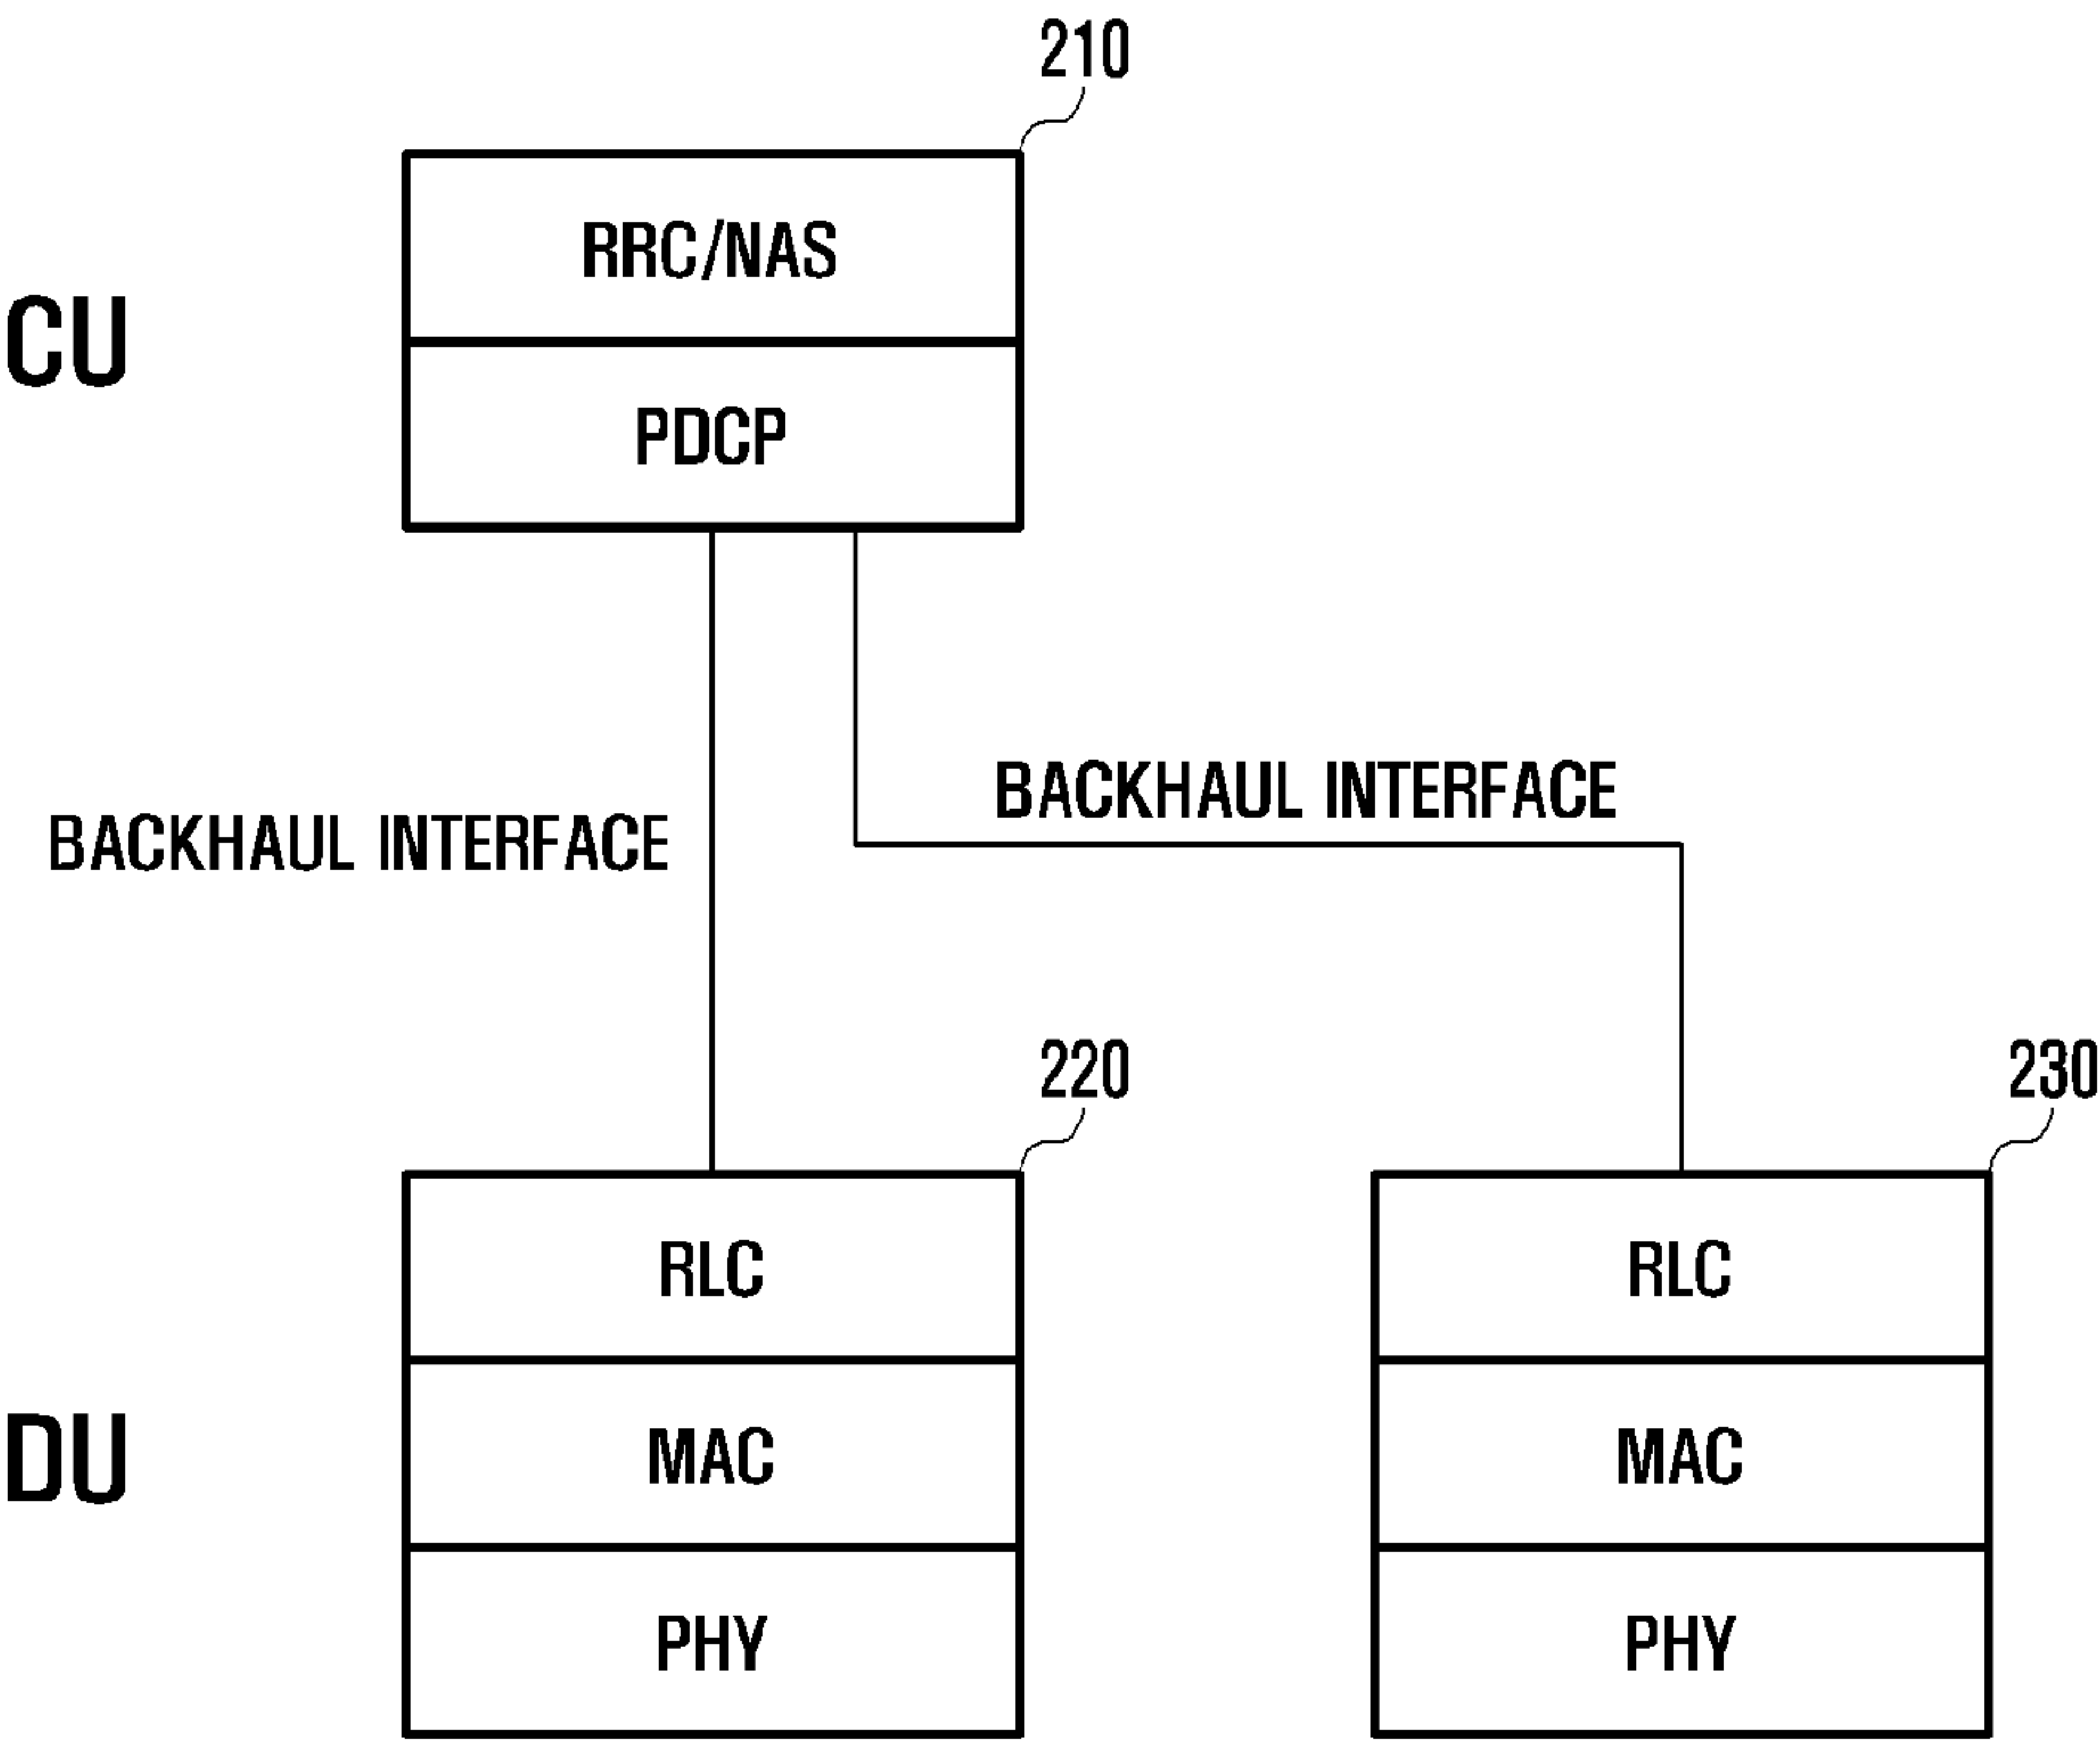 210
RRC/NAS
CU
PDCP
BACKHAUL INTERFACE
BACKHAUL INTERFACE
220
230
RLC
RLC
DU
MAC
MAC
PHY
PHY